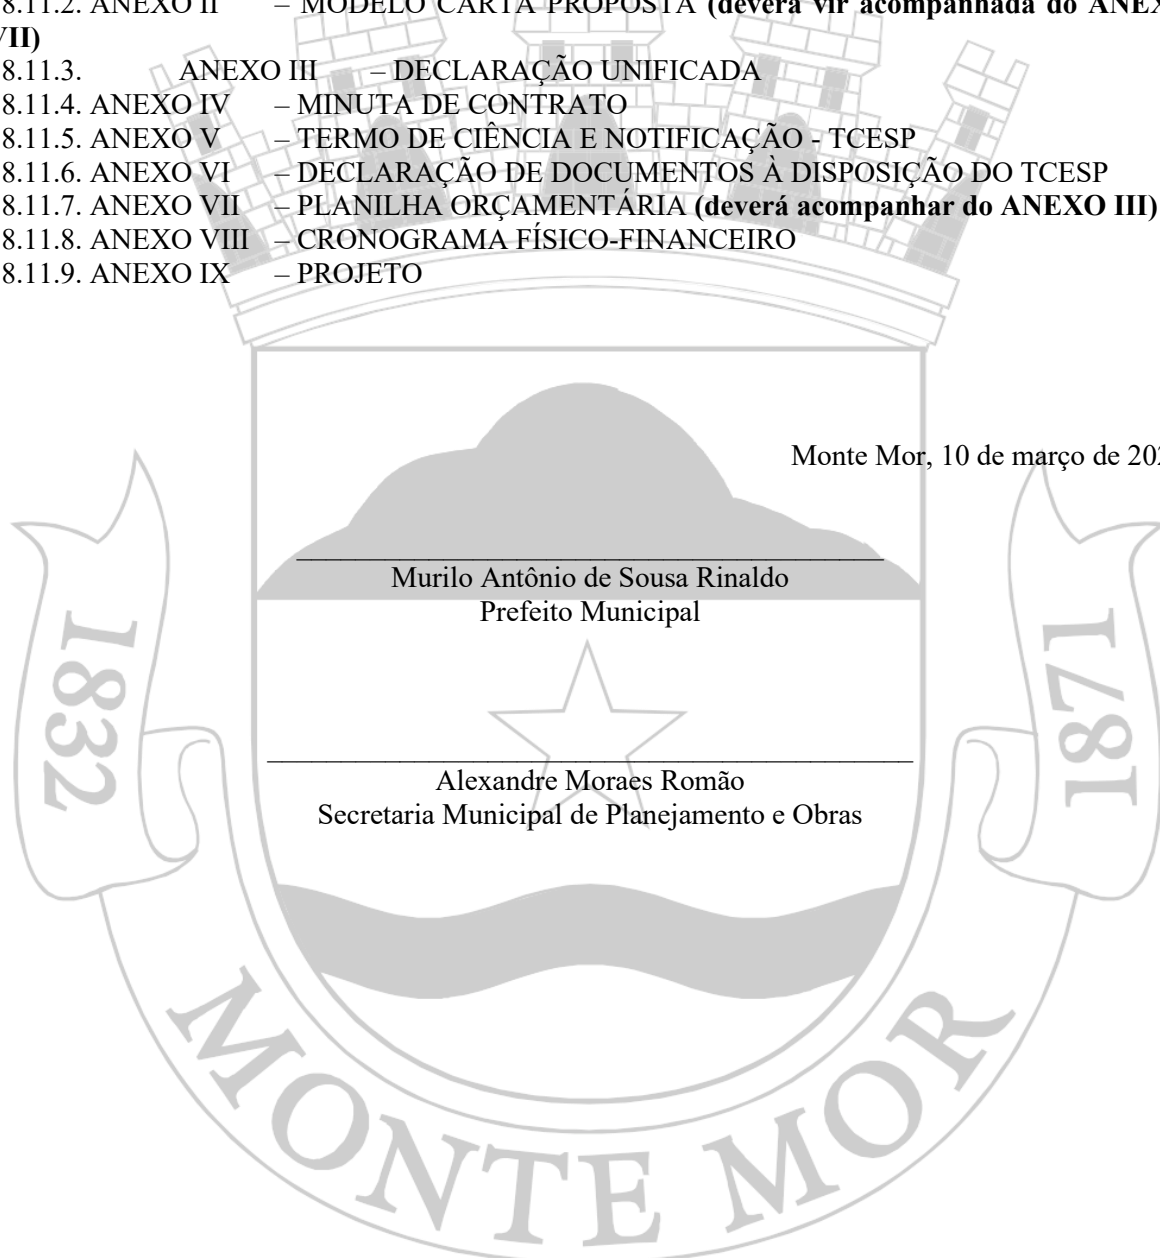 8.11.2. ANEXO II – MODELO CARTA PROPOSTA (deverá vir acompanhada do ANEX
VII)
8.11.3. ANEXO III – DECLARAÇÃO UNIFICADA
8.11.4. ANEXO IV – MINUTA DE CONTRATO
8.11.5. ANEXO V – TERMO DE CIÊNCIA E NOTIFICAÇÃO - TCESP
8.11.6. ANEXO VI – DECLARAÇÃO DE DOCUMENTOS À DISPOSIÇÃO DO TCESP
8.11.7. ANEXO VII – PLANILHA ORÇAMENTÁRIA (deverá acompanhar do ANEXO III)
8.11.8. ANEXO VIII – CRONOGRAMA FÍSICO-FINANCEIRO
8.11.9. ANEXO IX – PROJETO
Monte Mor, 10 de março de 202
Murilo Antônio de Sousa Rinaldo
Prefeito Municipal
1832
1871
Alexandre Moraes Romão
Secretaria Municipal de Planejamento e Obras
MONTE MOR